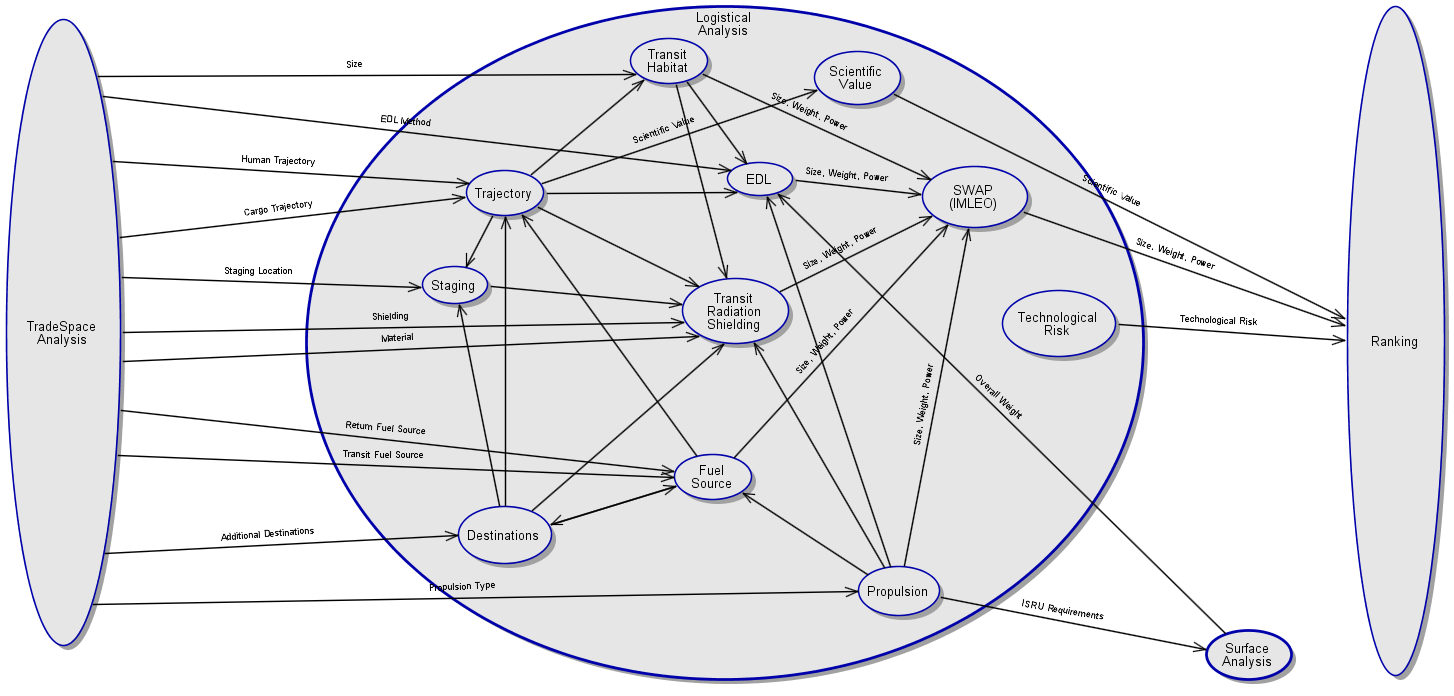 Logistical
Analysis
Transit
Habitat
Scientific
Value
Size
Size, Weight, Power
EDL Method
Scientific Value
Human Trajectory
EDL
Size, Weight, Power
Trajectory
SWAP
(IMLEO)
Scientific Value
Cargo Trajectory
Size, Weight, Power
Size, Weight, Power
Staging Location
Staging
Transit
Radiation
Shielding
Shielding
Technological
Risk
Technological Risk
TradeSpace
Analysis
Material
Ranking
Size, Weight, Power
Overall Weight
Size, Weight, Power
Return Fuel Source
Transit Fuel Source
Fuel
Source
Additional Destinations
Destinations
Propulsion Type
Propulsion
ISRU Requirements
Surface
Analysis